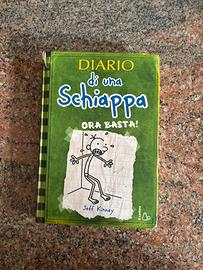 DIARIO
di una
Schiappa
ORA BASTA!
Jeff Kinney